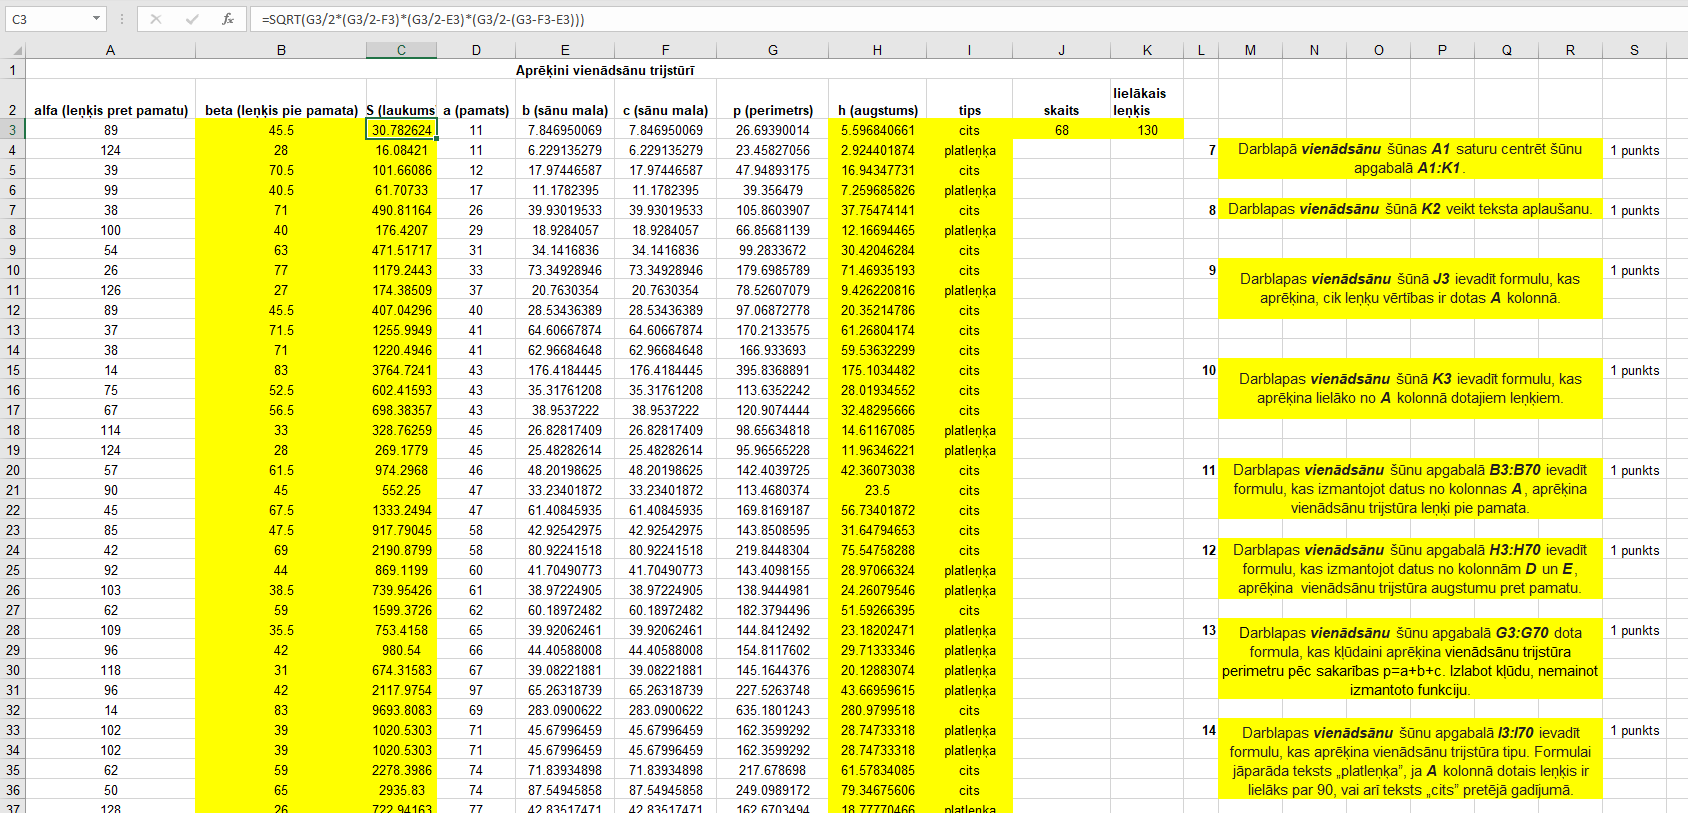 C3 fx =SQRT(G3/2*(G3/2-F3)*(G3/2-E3)*(G3/2-(G3-F3-E3)))
A B C D E F G H I J K L M N O P Q R S
1 Aprēķini vienādsānu trijstūrī
2 alfa (leņķis pret pamatu) beta (leņķis pie pamata) S (laukums a (pamats) b (sānu mala) c (sānu mala) p (perimetrs) h (augstums) tips skaits lielākais leņķis
3 89 45.5 30.782624 11 7.846950069 7.846950069 26.69390014 5.596840661 cits 68 130
4 124 28 16.08421 11 6.229135279 6.229135279 23.45827056 2.924401874 platleņķa
5 39 70.5 101.66086 12 17.97446587 17.97446587 47.94893175 16.94347731 cits
6 99 40.5 61.70733 17 11.1782395 11.1782395 39.356479 7.259685826 platleņķa
7 38 71 490.81164 26 39.93019533 39.93019533 105.8603907 37.75474141 cits
8 100 40 176.4207 29 18.9284057 18.9284057 66.85681139 12.16694465 platleņķa
9 54 63 471.51717 31 34.1416836 34.1416836 99.2833672 30.42046284 cits
10 26 77 1179.2443 33 73.34928946 73.34928946 179.6985789 71.46935193 cits
11 126 27 174.38509 37 20.7630354 20.7630354 78.52607079 9.426220816 platleņķa
12 89 45.5 407.04296 40 28.53436389 28.53436389 97.06872778 20.35214786 cits
13 37 71.5 1255.9949 41 64.60667874 64.60667874 170.2133575 61.26804174 cits
14 38 71 1220.4946 41 62.96684648 62.96684648 166.933693 59.53632299 cits
15 14 83 3764.7241 43 176.4184445 176.4184445 395.8368891 175.1034482 cits
16 75 52.5 602.41593 43 35.31761208 35.31761208 113.6352242 28.01934552 cits
17 67 56.5 698.38357 43 38.9537222 38.9537222 120.9074444 32.48295666 cits
18 114 33 328.76259 45 26.82817409 26.82817409 98.65634818 14.61167085 platleņķa
19 124 28 269.1779 45 25.48282614 25.48282614 95.96565228 11.96346221 platleņķa
20 57 61.5 974.2968 46 48.20198625 48.20198625 142.4039725 42.36073038 cits
21 90 45 552.25 47 33.23401872 33.23401872 113.4680374 23.5 cits
22 45 67.5 1333.2494 47 61.40845935 61.40845935 169.8169187 56.73401872 cits
23 85 47.5 917.79045 58 42.92542975 42.92542975 143.8508595 31.64794653 cits
24 42 69 2190.8799 58 80.92241518 80.92241518 219.8448304 75.54758288 cits
25 92 44 869.1199 60 41.70490773 41.70490773 143.4098155 28.97066324 platleņķa
26 103 38.5 739.95426 61 38.97224905 38.97224905 138.9444981 24.26079546 platleņķa
27 62 59 1599.3726 62 60.18972482 60.18972482 182.3794496 51.59266395 cits
28 109 35.5 753.4158 65 39.92062461 39.92062461 144.8412492 23.18202471 platleņķa
29 96 42 980.54 66 44.40588008 44.40588008 154.8117602 29.71333346 platleņķa
30 118 31 674.31583 67 39.08221881 39.08221881 145.1644376 20.12883074 platleņķa
31 96 42 2117.9754 97 65.26318739 65.26318739 227.5263748 43.66959615 platleņķa
32 14 83 9693.8083 69 283.0900622 283.0900622 635.1801243 280.9799518 cits
33 102 39 1020.5303 71 45.67996459 45.67996459 162.3599292 28.74733318 platleņķa
34 102 39 1020.5303 71 45.67996459 45.67996459 162.3599292 28.74733318 platleņķa
35 62 59 2278.3986 74 71.83934898 71.83934898 217.678698 61.57834085 cits
36 50 65 2935.83 74 87.54945858 87.54945858 249.0989172 79.34675606 cits
37 128 26 722.94163 77 42.83517471 42.83517471 162.6703494 18.77770466 platleņķa
7 Darblapā vienādsānu šūnas A1 saturu centrēt šūnu 1 punkts
apgabalā A1:K1.
8 Darblapas vienādsānu šūnā K2 veikt teksta aplaušanu. 1 punkts
9 Darblapas vienādsānu šūnā J3 ievadīt formulu, kas 1 punkts
aprēķina, cik leņķu vērtības ir dotas A kolonnā.
10 Darblapas vienādsānu šūnā K3 ievadīt formulu, kas 1 punkts
aprēķina lielāko no A kolonnā dotajiem leņķiem.
11 Darblapas vienādsānu šūnu apgabalā B3:B70 ievadīt 1 punkts
formulu, kas izmantojot datus no kolonnas A, aprēķina
vienādsānu trijstūra leņķi pie pamata.
12 Darblapas vienādsānu šūnu apgabalā H3:H70 ievadīt 1 punkts
formulu, kas izmantojot datus no kolonnām D un E,
aprēķina vienādsānu trijstūra augstumu pret pamatu.
13 Darblapas vienādsānu šūnu apgabalā G3:G70 dota 1 punkts
formula, kas kļūdaini aprēķina vienādsānu trijstūra
perimetru pēc sakarības p=a+b+c. Izlabot kļūdu, nemainot
izmantoto funkciju.
14 Darblapas vienādsānu šūnu apgabalā I3:I70 ievadīt 1 punkts
formulu, kas aprēķina vienādsānu trijstūra tipu. Formulai
jāparāda teksts „platleņķa”, ja A kolonnā dotais leņķis ir
lielāks par 90, vai arī teksts „cits” pretējā gadījumā.